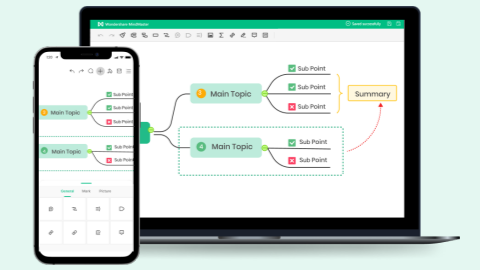 Wondershare EdrawMind
Saved successfully
Main Topic
Sub Point
Sub Point
Sub Point
Summary
Main Topic
Sub Point
Sub Point
Main Topic
Sub Point
Sub Point
Sub Point
Main Topic
Sub Point
Sub Point
General
Mark
Picture